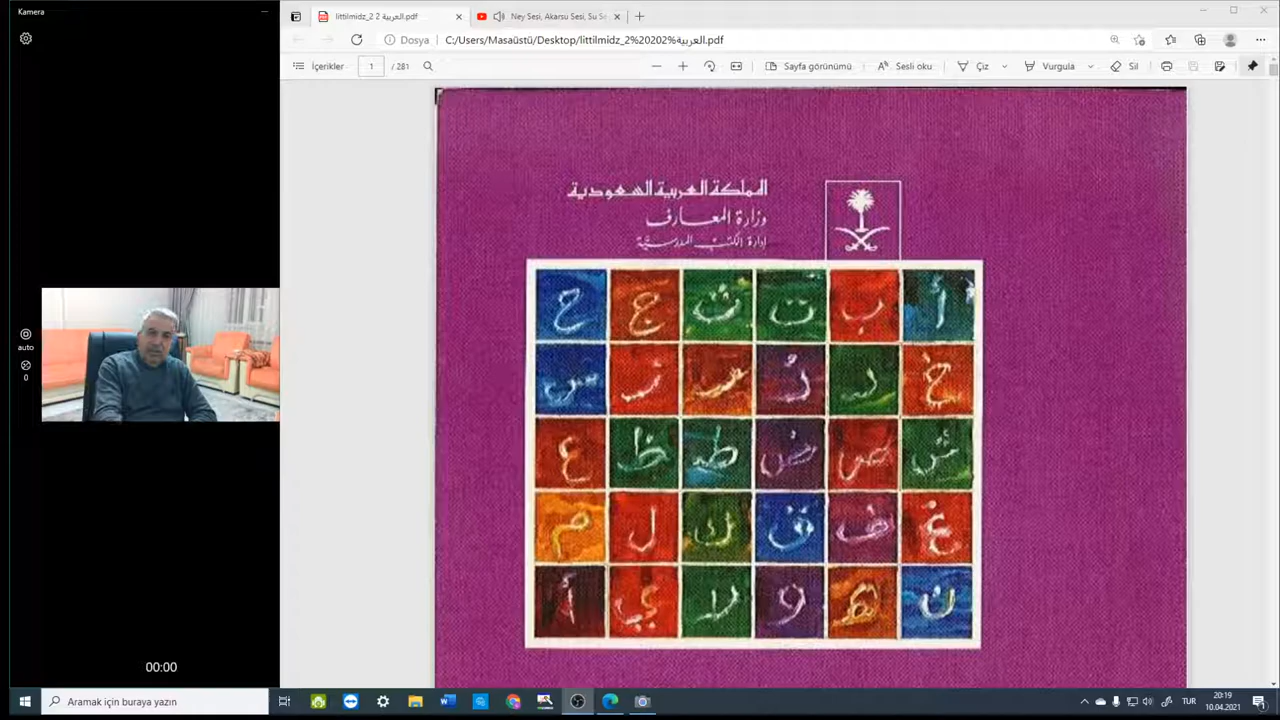 Kamera
littilmidz_2 2 العربية.pdf
Ney Sesi, Akarsu Sesi, Su Se
Dosya
C:/Users/Masaüstü/Desktop/littilmidz_2%20202%العربية.pdf
İçerikler
1
/ 281
Sayfa görünümü
Sesli oku
Çiz
Vurgula
Sil
المملكة العربية السعودية
وزارة المعارف
إدارة الكتب المدرسية
أ ب ت ث ج ح
خ د ذ ر ز س
ش ص ض ط ظ ع
غ ف ق ك ل م
ن ه و لا ي أ
auto
0
00:00
Aramak için buraya yazın
TUR
20:19
10.04.2021